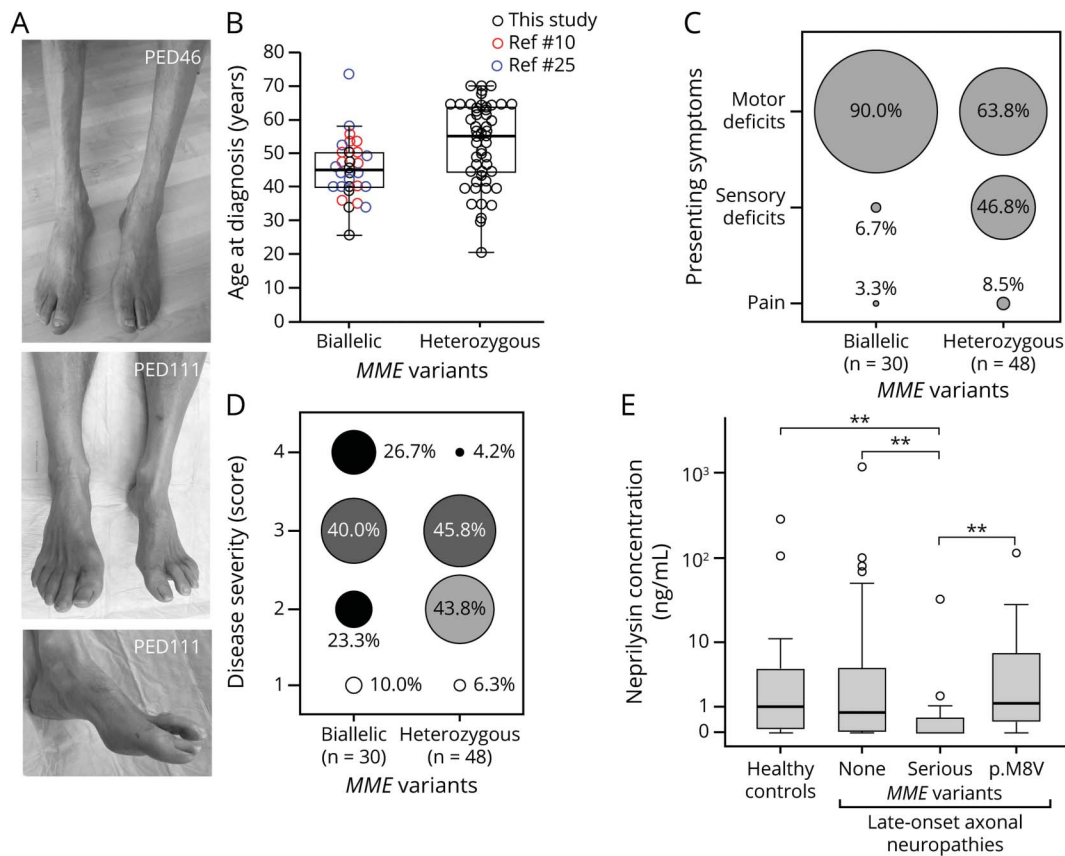 A
PED46
PED111
PED111
B
This study
Ref #10
Ref #25
Age at diagnosis (years)
80
70
60
50
40
30
20
10
0
Biallelic
Heterozygous
MME variants
C
Presenting symptoms
Motor
deficits
Sensory
deficits
Pain
90.0%
63.8%
46.8%
6.7%
3.3%
8.5%
Biallelic
(n = 30)
Heterozygous
(n = 48)
MME variants
D
Disease severity (score)
4
3
2
1
26.7%
4.2%
40.0%
45.8%
43.8%
23.3%
10.0%
6.3%
Biallelic
(n = 30)
Heterozygous
(n = 48)
MME variants
E
Neprilysin concentration
(ng/mL)
10³
10²
10
1
0
**
**
**
Healthy
controls
None
Serious
p.M8V
MME variants
Late-onset axonal
neuropathies